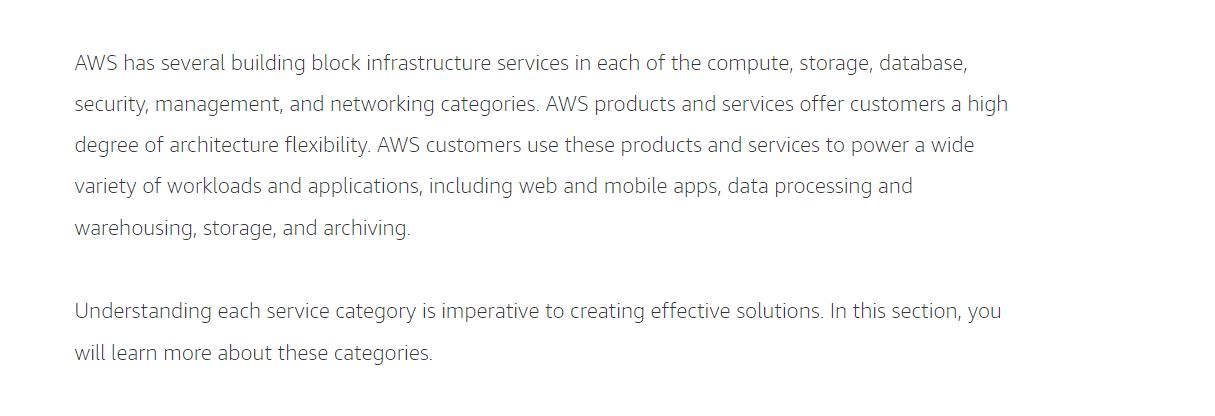 AWS has several building block infrastructure services in each of the compute, storage, database,
security, management, and networking categories. AWS products and services offer customers a high
degree of architecture flexibility. AWS customers use these products and services to power a wide
variety of workloads and applications, including web and mobile apps, data processing and
warehousing, storage, and archiving.
Understanding each service category is imperative to creating effective solutions. In this section, you
will learn more about these categories.